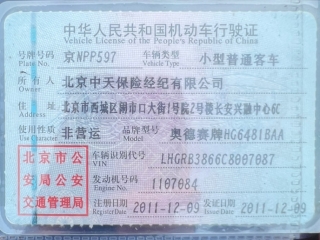 中华人民共和国机动车行驶证
Vehicle License of the People's Republic of China
号牌号码 京NPP597 车辆类型 小型普通客车
Plate No. Vehicle Type
所有人 北京中天保险经纪有限公司
Owner
住址 北京市西城区闹市口大街1号院2号楼长安兴融中心6C
Address
使用性质 非营运 品牌型号 奥德赛牌HG6481BAA
Use Character Model
北京市公 车辆识别代号 LHGRB3866C8007087
VIN
安局公安 发动机号码 1107084
Engine No.
交通管理局 注册日期 2011-12-09 发证日期 2011-12-09
Register Date Issue Date